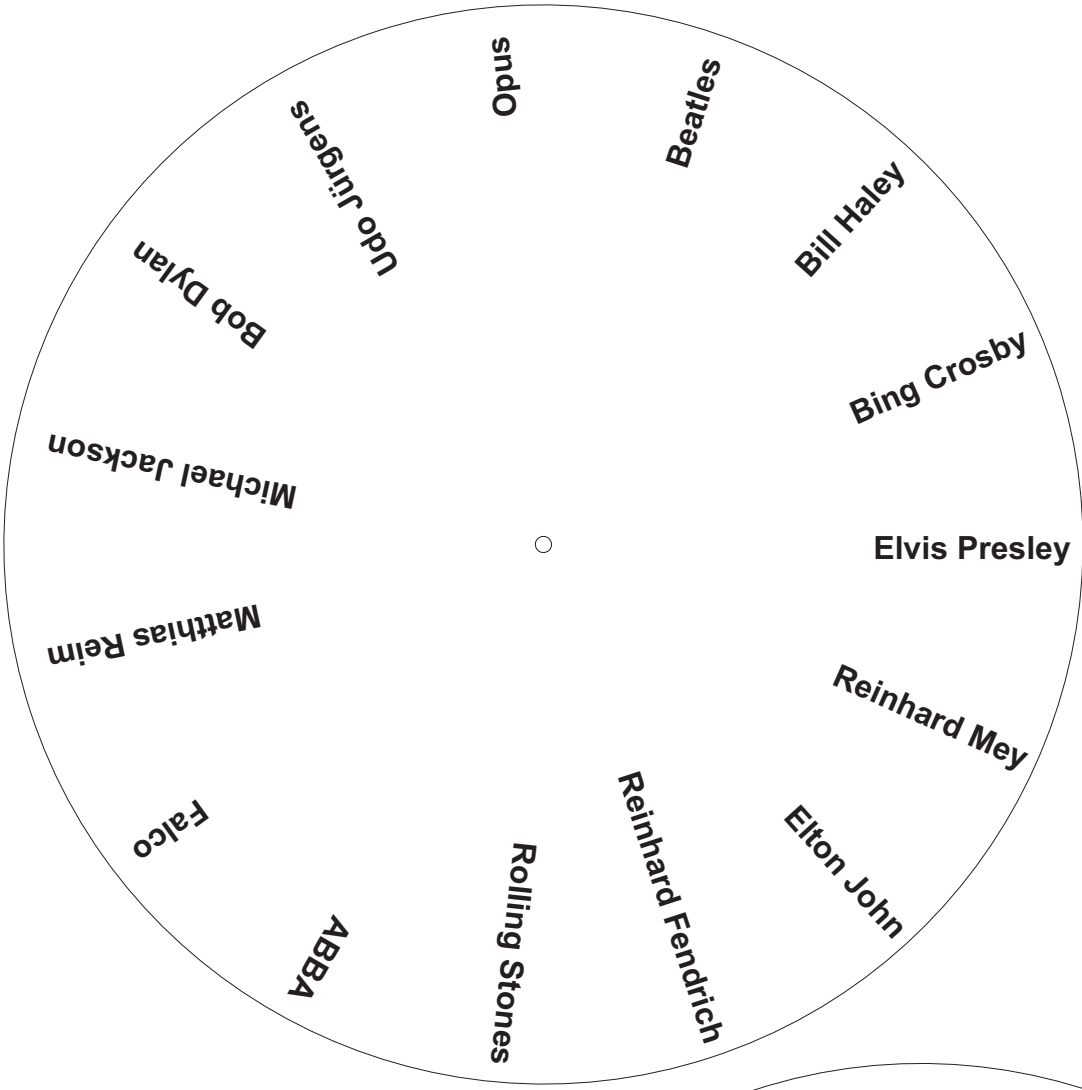 Opus
Beatles
Bill Haley
Bing Crosby
Elvis Presley
Reinhard Mey
Elton John
Reinhard Fendrich
Rolling Stones
ABBA
Falco
Matthias Reim
Michael Jackson
Bob Dylan
Udo Jürgens